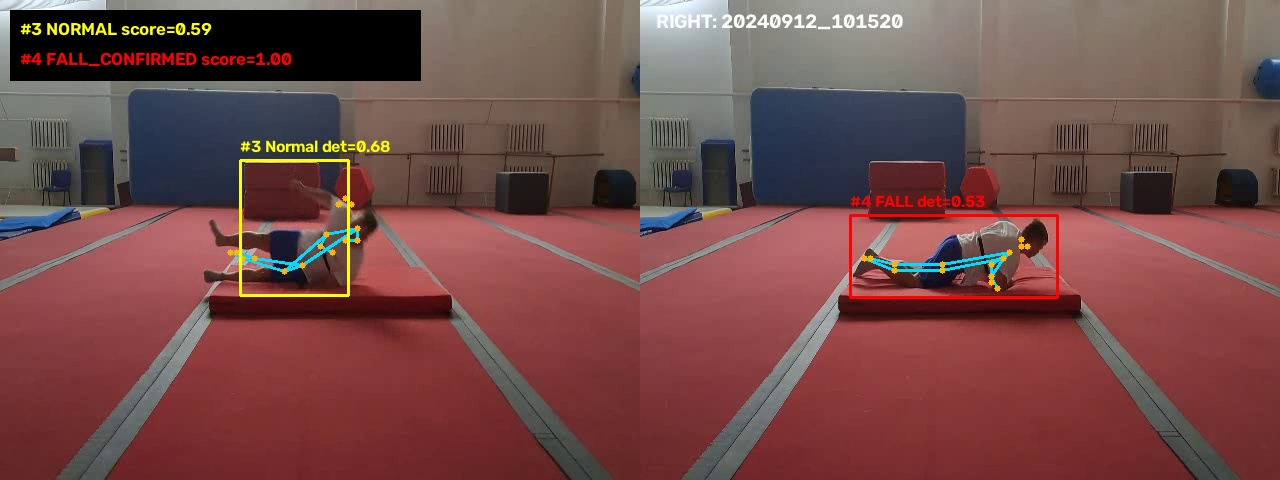 #3 NORMAL score=0.59
#4 FALL_CONFIRMED score=1.00
RIGHT: 20240912_101520
#3 Normal det=0.68
#4 FALL det=0.53